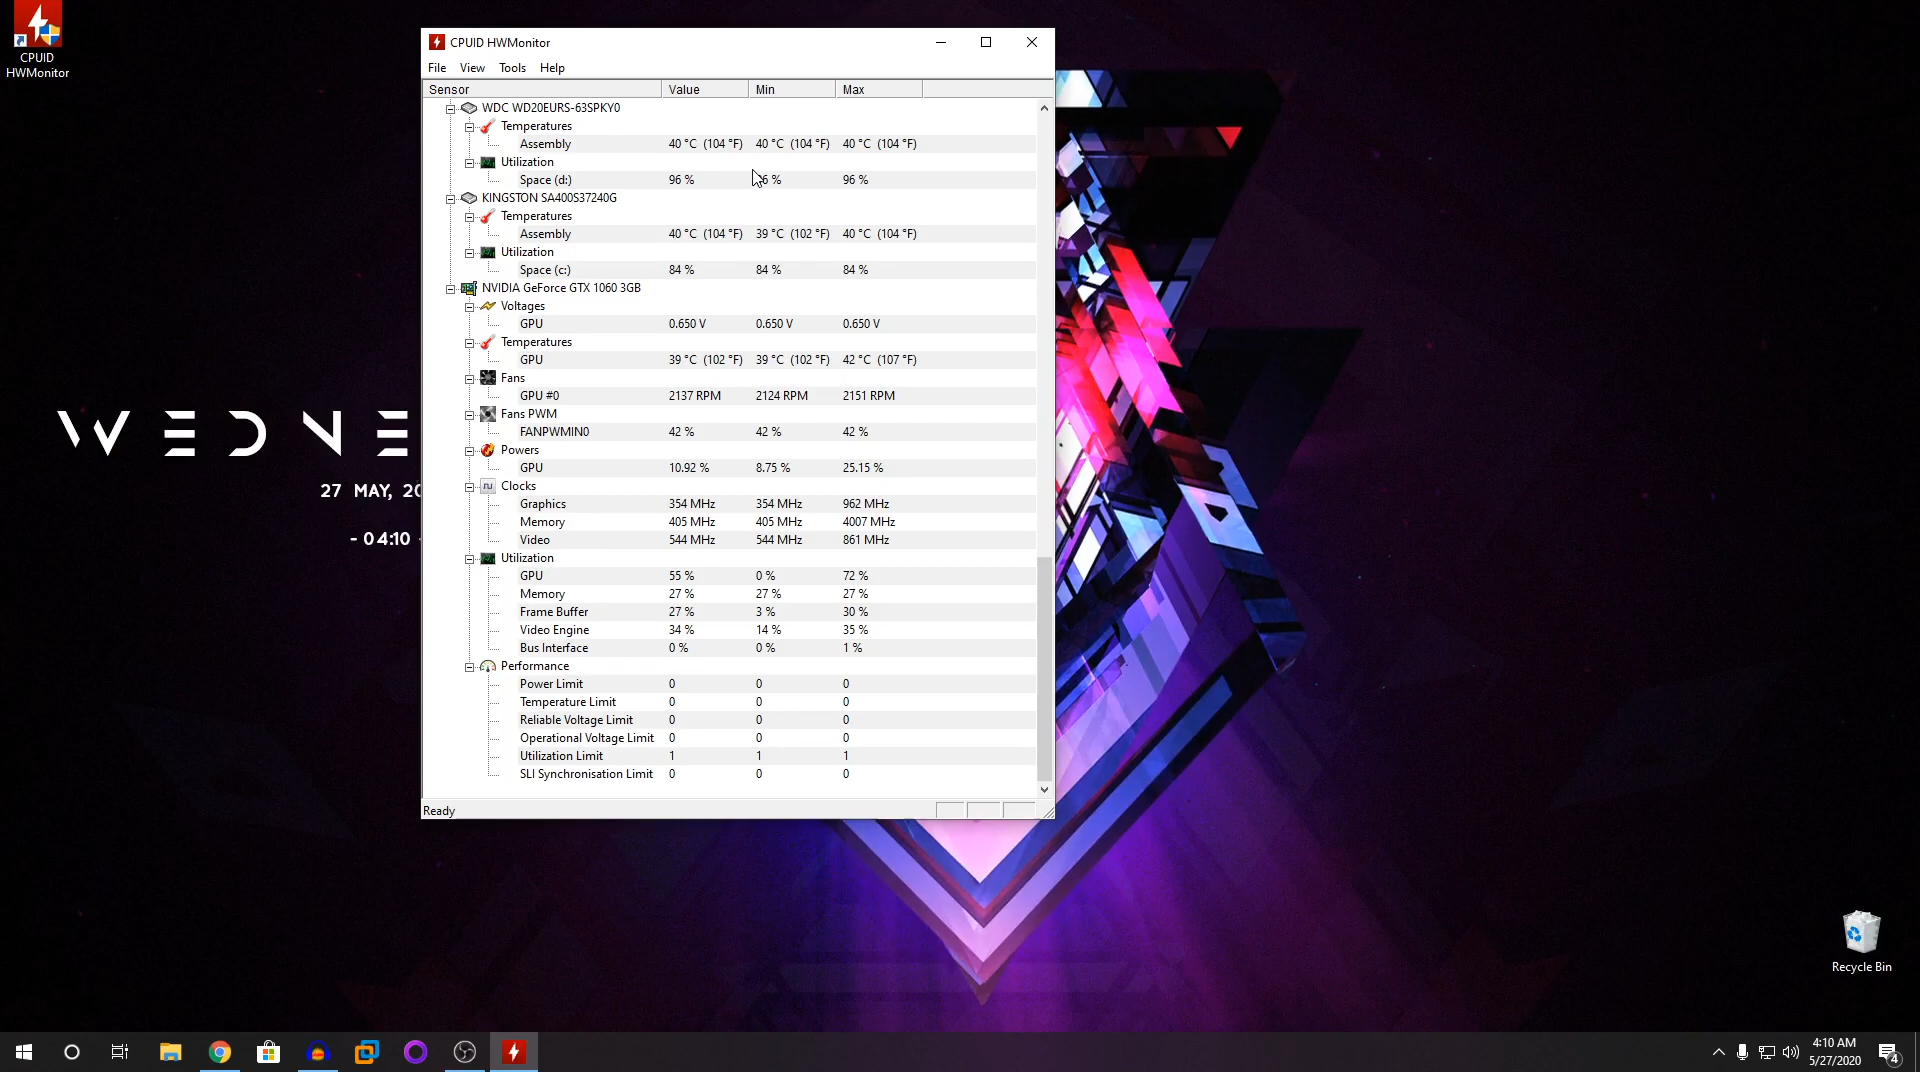 CPUID
HWMonitor
WEDNE
27 MAY, 20
- 04:10 -
CPUID HWMonitor
File View Tools Help
Sensor Value Min Max
WDC WD20EURS-63SPKY0
Temperatures
Assembly 40 °C (104 °F) 40 °C (104 °F) 40 °C (104 °F)
Utilization
Space (d:) 96 % 6 % 96 %
KINGSTON SA400S37240G
Temperatures
Assembly 40 °C (104 °F) 39 °C (102 °F) 40 °C (104 °F)
Utilization
Space (c:) 84 % 84 % 84 %
NVIDIA GeForce GTX 1060 3GB
Voltages
GPU 0.650 V 0.650 V 0.650 V
Temperatures
GPU 39 °C (102 °F) 39 °C (102 °F) 42 °C (107 °F)
Fans
GPU #0 2137 RPM 2124 RPM 2151 RPM
Fans PWM
FANPWMIN0 42 % 42 % 42 %
Powers
GPU 10.92 % 8.75 % 25.15 %
Clocks
Graphics 354 MHz 354 MHz 962 MHz
Memory 405 MHz 405 MHz 4007 MHz
Video 544 MHz 544 MHz 861 MHz
Utilization
GPU 55 % 0 % 72 %
Memory 27 % 27 % 27 %
Frame Buffer 27 % 3 % 30 %
Video Engine 34 % 14 % 35 %
Bus Interface 0 % 0 % 1 %
Performance
Power Limit 0 0 0
Temperature Limit 0 0 0
Reliable Voltage Limit 0 0 0
Operational Voltage Limit 0 0 0
Utilization Limit 1 1 1
SLI Synchronisation Limit 0 0 0
Ready
Recycle Bin
4:10 AM
5/27/2020
4